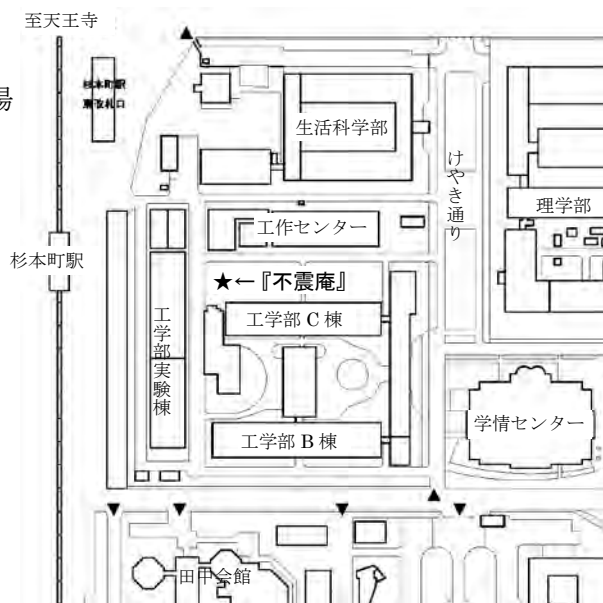 至天王寺
杉本町駅
東改札口
場
生活科学部
けやき通り
理学部
工作センター
杉本町駅
★←『不震庵』
工学部 C 棟
工学部実験棟
学情センター
工学部 B 棟
田中会館